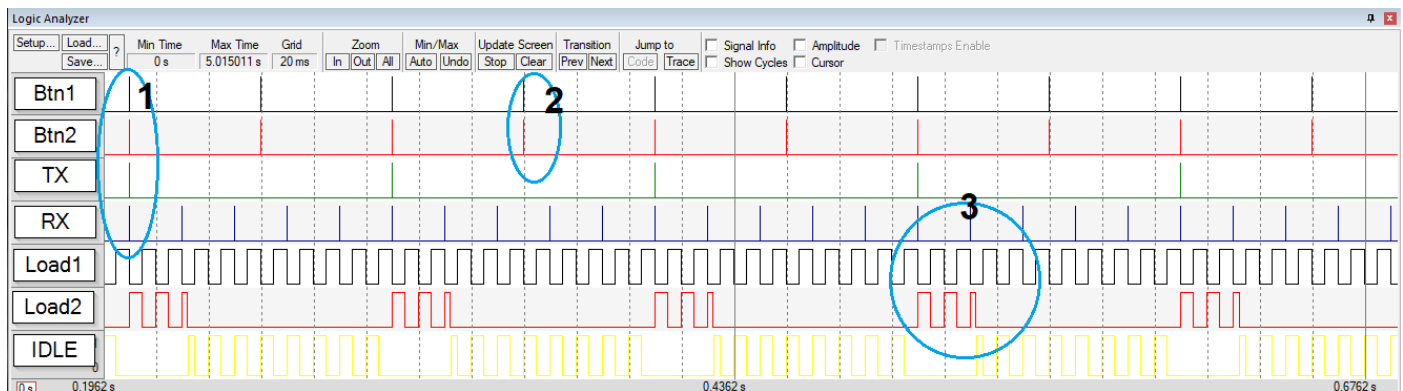 Logic Analyzer
Setup... Load... ? Min Time Max Time Grid Zoom Min/Max Update Screen Transition Jump to Signal Info Amplitude Timestamps Enable
Save... 0 s 5.015011 s 20 ms In Out All Auto Undo Stop Clear Prev Next Code Trace Show Cycles Cursor
Btn1 1 2
Btn2
TX
RX 3
Load1
Load2
IDLE
0
0 s 0.1962 s 0.4362 s 0.6762 s